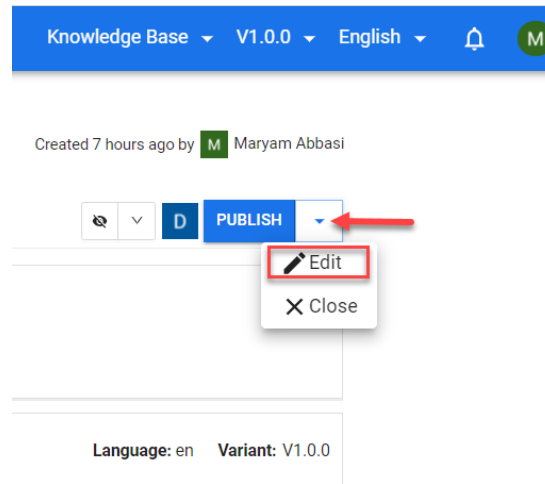 Knowledge Base V1.0.0 English M
Created 7 hours ago by M Maryam Abbasi
D PUBLISH
Edit
Close
Language: en Variant: V1.0.0